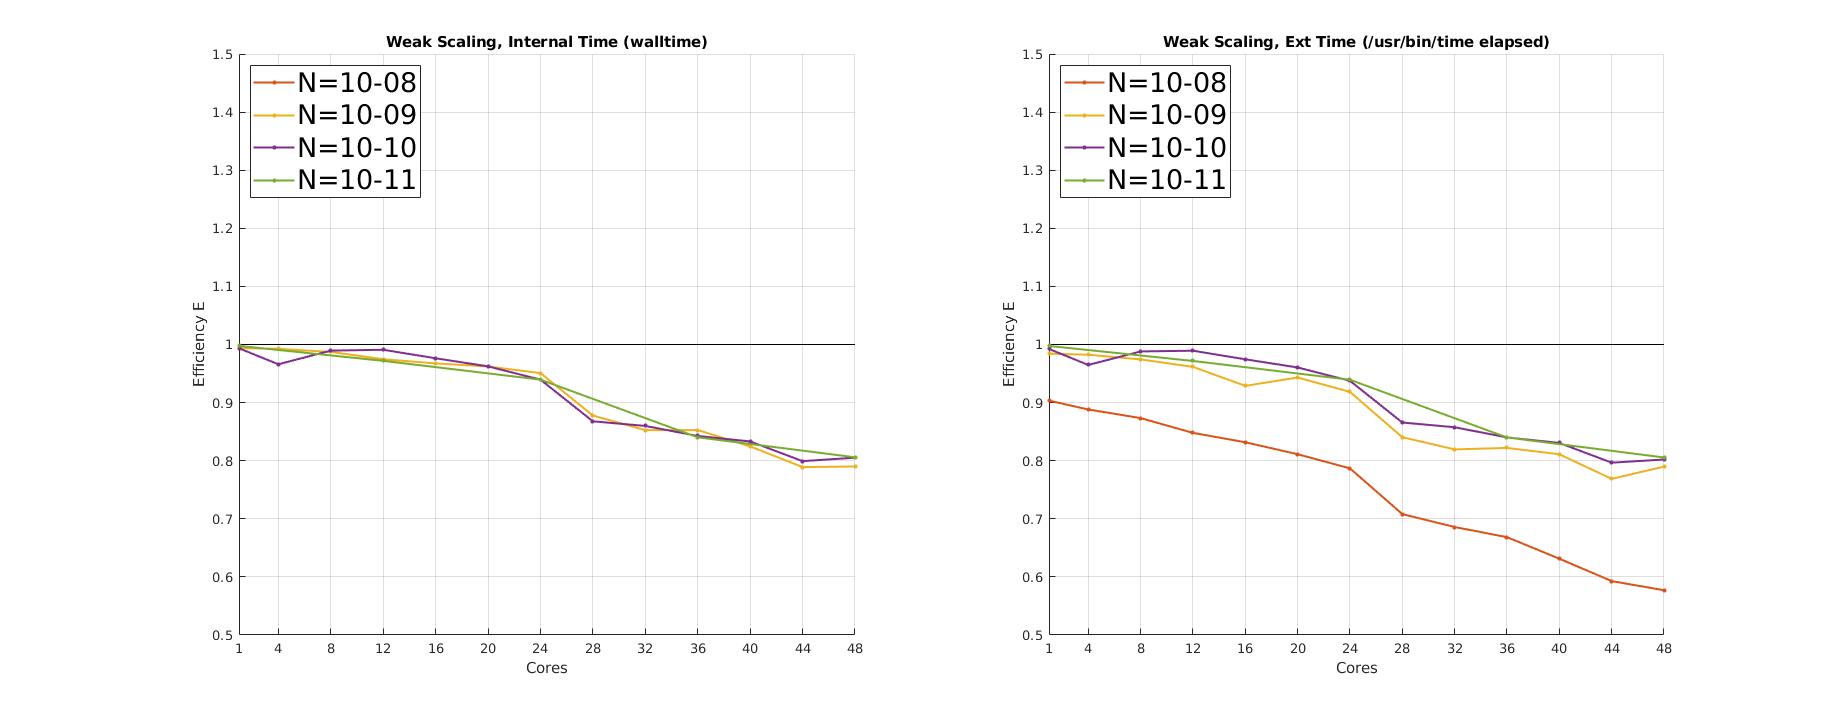 Weak Scaling, Internal Time (walltime)
1.5
1.4
1.3
1.2
1.1
1
0.9
0.8
0.7
0.6
0.5
Efficiency E
N=10-08
N=10-09
N=10-10
N=10-11
1 4 8 12 16 20 24 28 32 36 40 44 48
Cores
Weak Scaling, Ext Time (/usr/bin/time elapsed)
1.5
1.4
1.3
1.2
1.1
1
0.9
0.8
0.7
0.6
0.5
Efficiency E
N=10-08
N=10-09
N=10-10
N=10-11
1 4 8 12 16 20 24 28 32 36 40 44 48
Cores